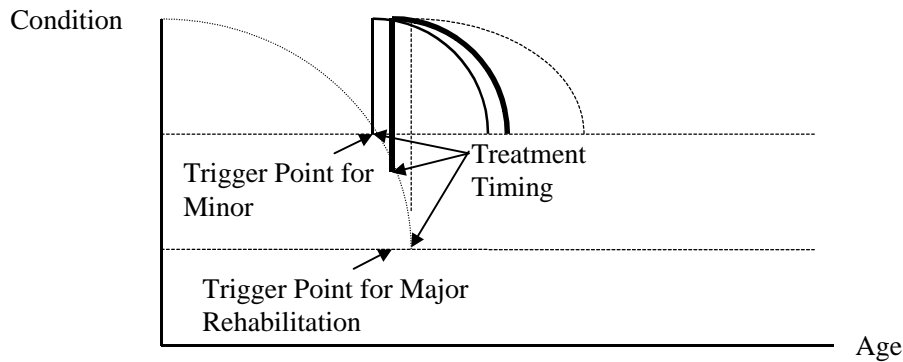 Condition
Treatment
Timing
Trigger Point for
Minor
Trigger Point for Major
Rehabilitation
Age